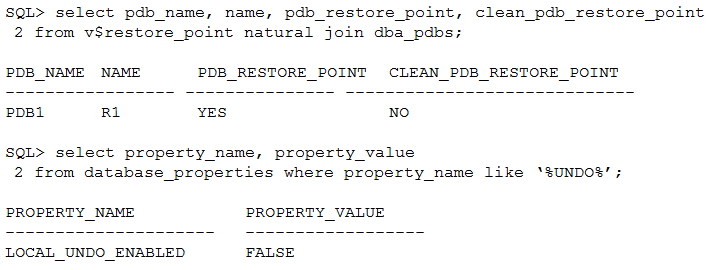 SQL> select pdb_name, name, pdb_restore_point, clean_pdb_restore_point
2 from v$restore_point natural join dba_pdbs;
PDB_NAME NAME PDB_RESTORE_POINT CLEAN_PDB_RESTORE_POINT
----------------- --------------- -----------------------------
PDB1 R1 YES NO
SQL> select property_name, property_value
2 from database_properties where property_name like ‘%UNDO%’;
PROPERTY_NAME PROPERTY_VALUE
--------------------- ------------------
LOCAL_UNDO_ENABLED FALSE